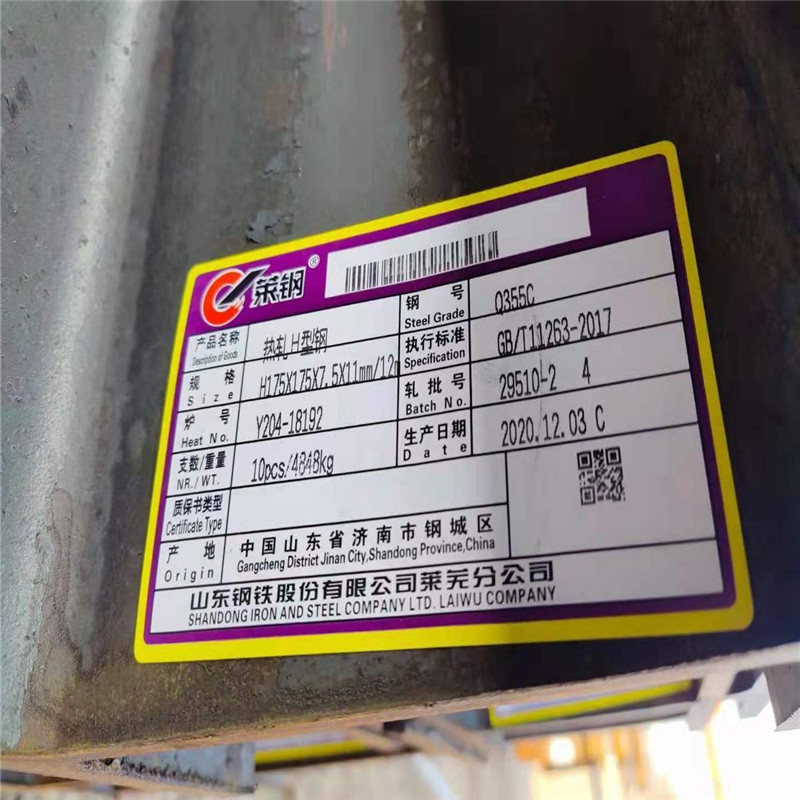 莱钢®
产品名称 热轧 H型钢 钢 号 Q355C
Description of Goods Steel Grade
规 格 H175X175X7.5X11mm/12m 执行标准 GB/T11263-2017
Size Specification
炉 号 Y204-18192 轧批号 29510-2 4
Heat No. Batch No.
支数/重量 10pcs/4848kg 生产日期 2020.12.03 C
NR./WT. Date
质保书类型
Certificate Type
产 地 中国山东省济南市钢城区
Origin Gangcheng District Jinan City,Shandong Province,China
山东钢铁股份有限公司莱芜分公司
SHANDONG IRON AND STEEL COMPANY LTD. LAIWU COMPANY